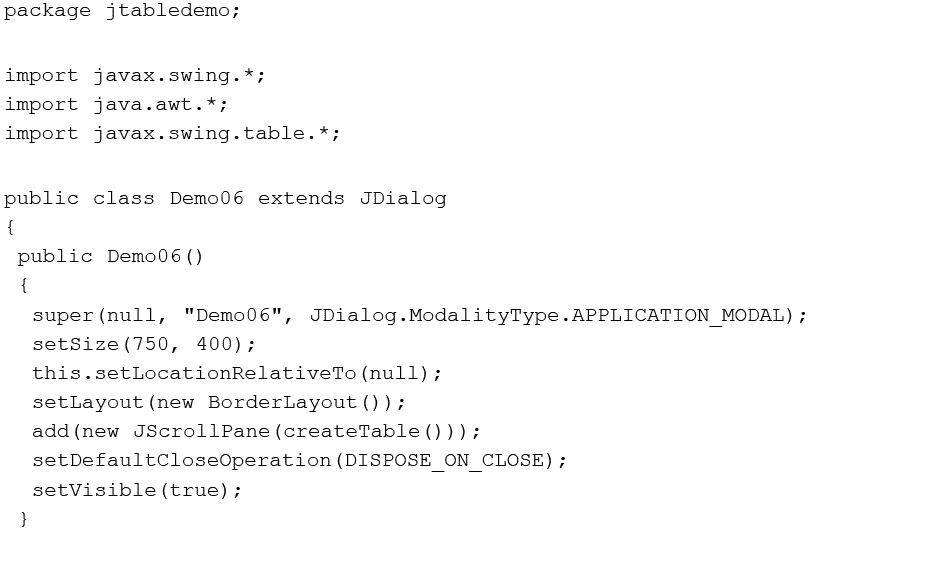 package jtabledemo;
import javax.swing.*;
import java.awt.*;
import javax.swing.table.*;
public class Demo06 extends JDialog
{
public Demo06()
{
super(null, "Demo06", JDialog.ModalityType.APPLICATION_MODAL);
setSize(750, 400);
this.setLocationRelativeTo(null);
setLayout(new BorderLayout());
add(new JScrollPane(createTable()));
setDefaultCloseOperation(DISPOSE_ON_CLOSE);
setVisible(true);
}